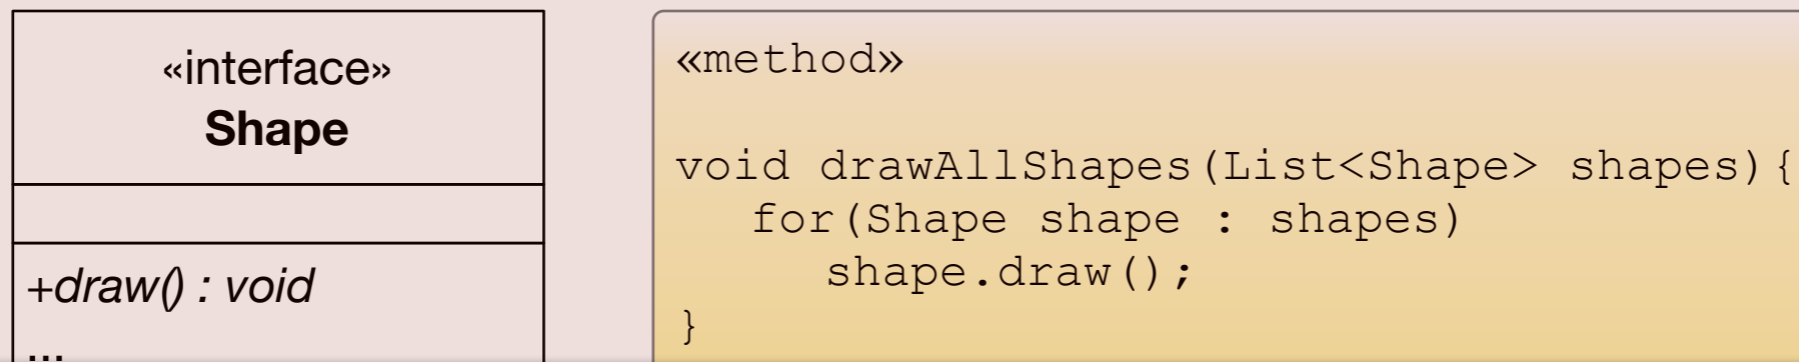 «interface»
Shape
+draw() : void
...
«method»
void drawAllShapes(List<Shape> shapes){
for(Shape shape : shapes)
shape.draw();
}